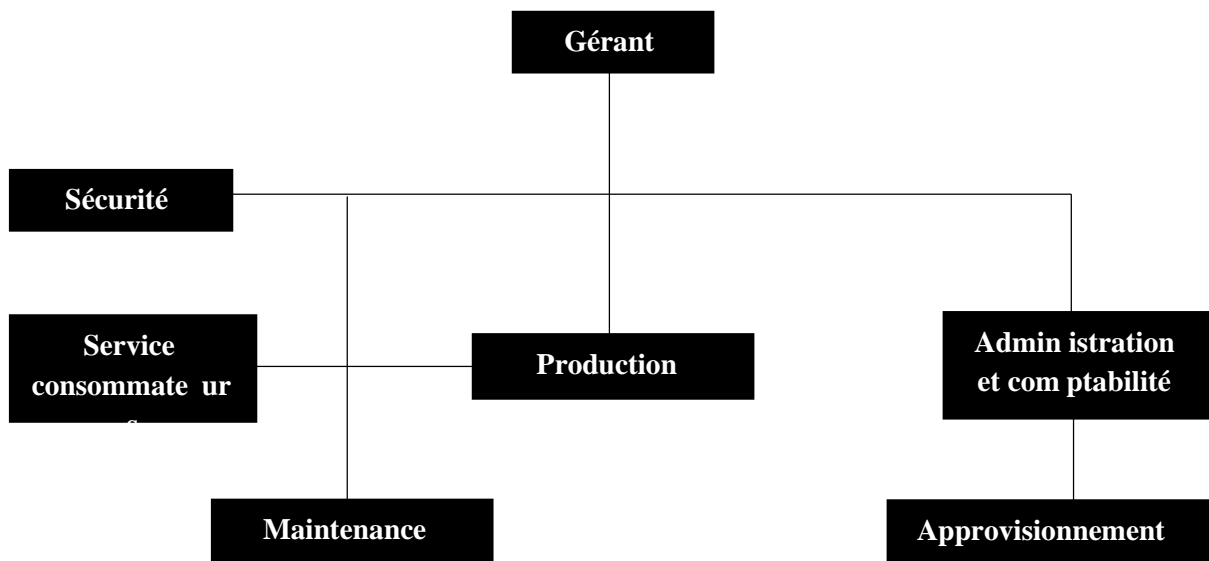 Gérant
Sécurité
Service
consommate ur
s
Production
Admin istration
et com ptabilité
Maintenance
Approvisionnement